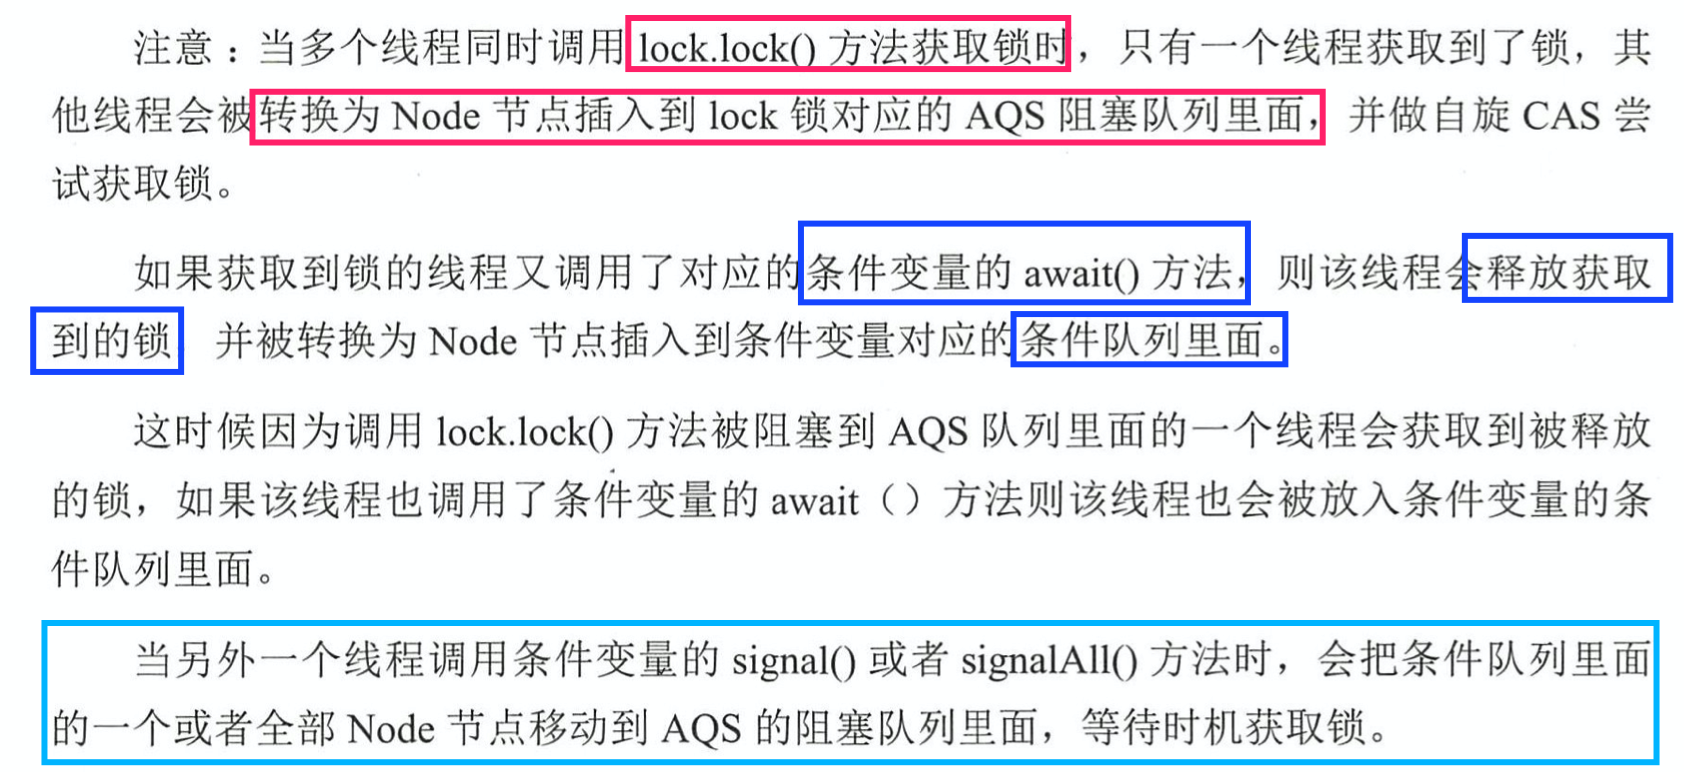 注意：当多个线程同时调用 lock.lock() 方法获取锁时，只有一个线程获取到了锁，其
他线程会被转换为 Node 节点插入到 lock 锁对应的 AQS 阻塞队列里面，并做自旋 CAS 尝
试获取锁。
如果获取到锁的线程又调用了对应的条件变量的 await() 方法，则该线程会释放获取
到的锁，并被转换为 Node 节点插入到条件变量对应的条件队列里面。
这时候因为调用 lock.lock() 方法被阻塞到 AQS 队列里面的一个线程会获取到被释放
的锁，如果该线程也调用了条件变量的 await（）方法则该线程也会被放入条件变量的条
件队列里面。
当另外一个线程调用条件变量的 signal() 或者 signalAll() 方法时，会把条件队列里面
的一个或者全部 Node 节点移动到 AQS 的阻塞队列里面，等待时机获取锁。